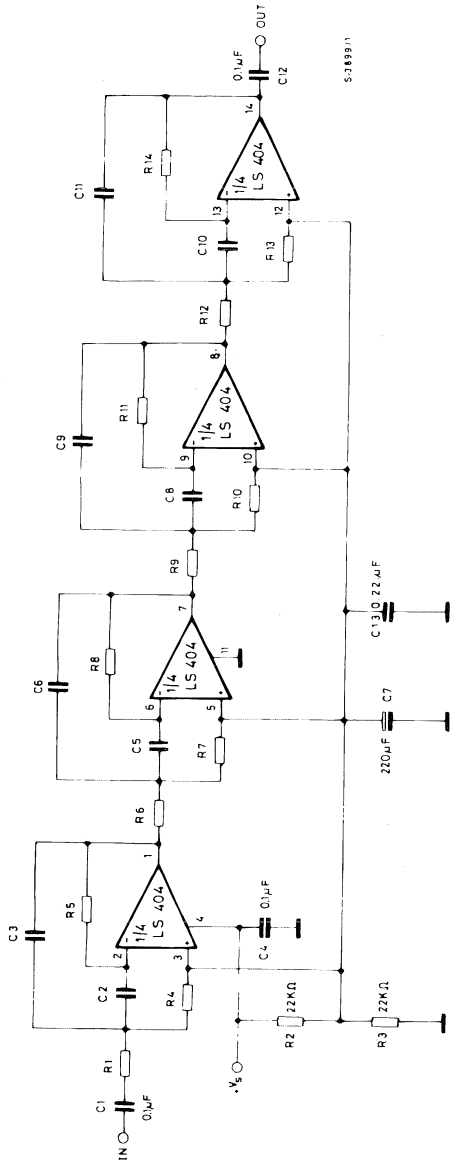 IN
C1
0.1µF
R1
C2
R4
C3
R5
2
3
1/4
LS 404
1
4
C4
0.1µF
+Vs
R2
22KΩ
R3
22KΩ
R6
C5
R7
C6
R8
6
5
1/4
LS 404
7
11
220µF
C7
C13 0.22µF
R9
C8
R10
C9
R11
9
10
1/4
LS 404
8
R12
C10
R13
C11
R14
13
12
1/4
LS 404
14
0.1µF
C12
OUT
S-3899/1